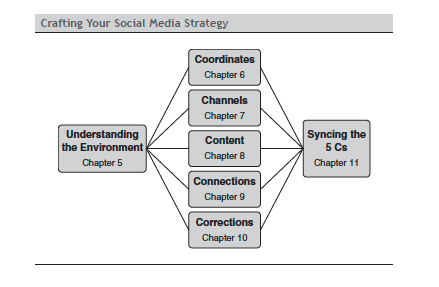 Crafting Your Social Media Strategy
Coordinates
Chapter 6
Channels
Chapter 7
Understanding
the Environment
Chapter 5
Content
Chapter 8
Syncing the
5 Cs
Chapter 11
Connections
Chapter 9
Corrections
Chapter 10